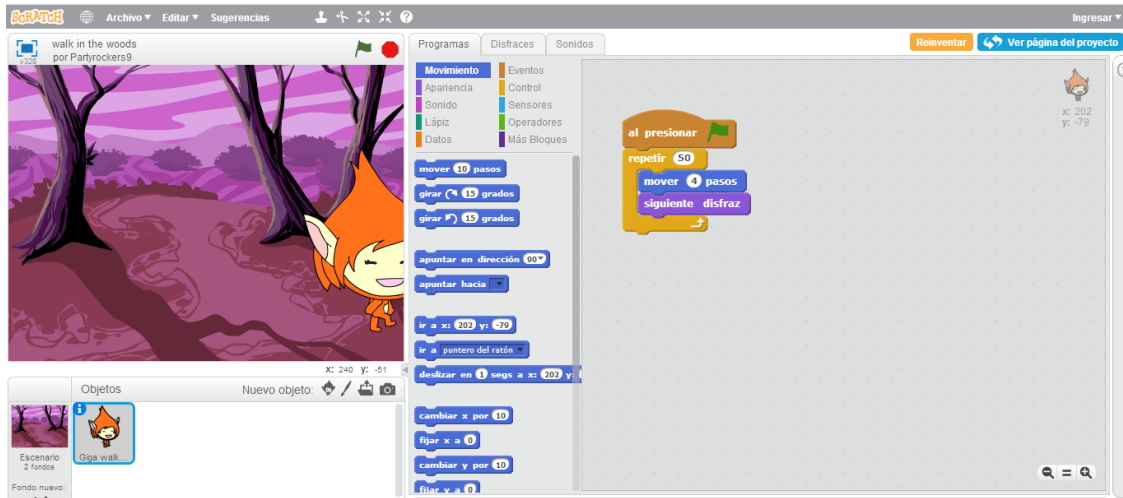 SCRATCH Archivo Editar Sugerencias Ingresar
walk in the woods
por Partyrockers9
v328
Programas Disfraces Sonidos
Reinventar Ver página del proyecto
Movimiento Eventos
Apariencia Control
Sonido Sensores
Lápiz Operadores
Datos Más Bloques
mover 10 pasos
girar 15 grados
girar 15 grados
apuntar en dirección 90
apuntar hacia
ir a x: 202 y: -79
ir a puntero del ratón
deslizar en 1 segs a x: 202 y:
cambiar x por 10
fijar x a 0
cambiar y por 10
fijar y a 0
al presionar
repetir 50
mover 4 pasos
siguiente disfraz
x: 202
y: -79
X: 240 Y: -51
Objetos Nuevo objeto:
Escenario
2 fondos
Fondo nuevo:
Giga walk...